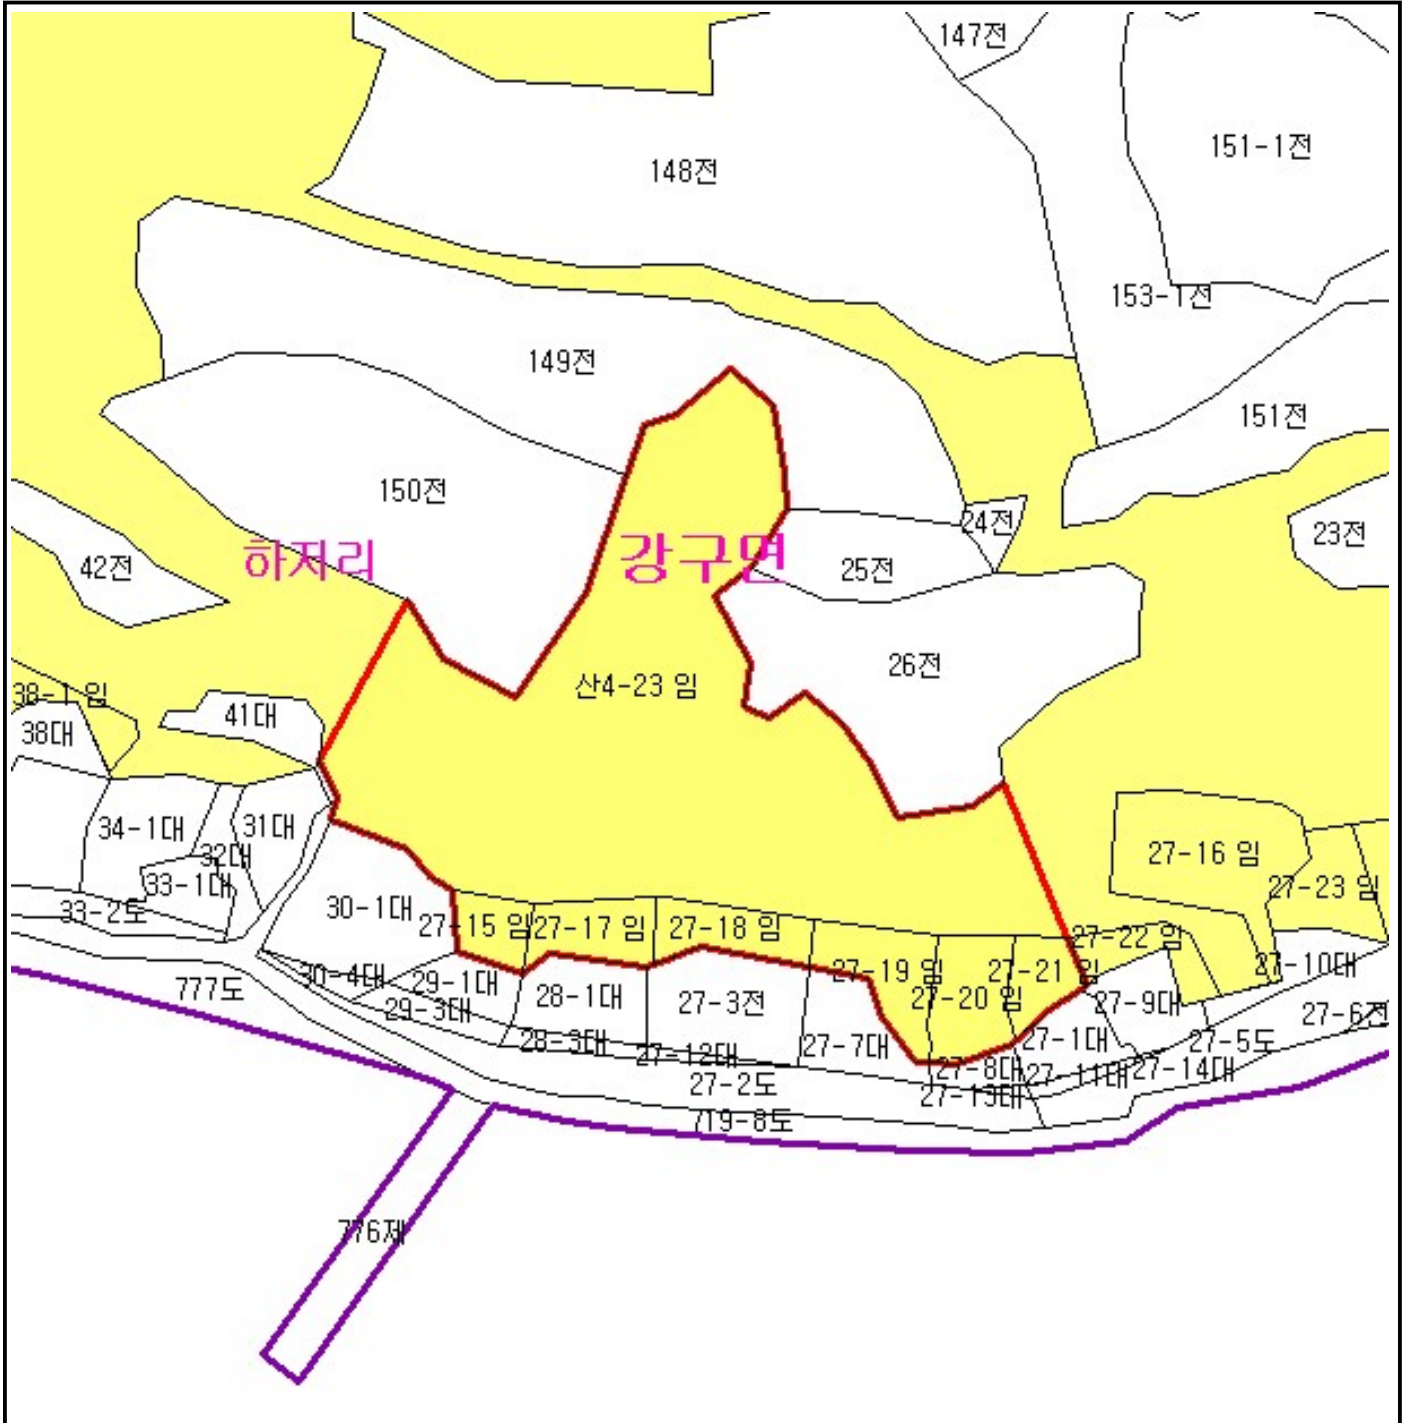 147전
151-1전
148전
153-1전
149전
151전
150전
24전
23전
하저리
강구면
42전
25전
26전
산4-23 임
38-1 임
41대
38대
34-1대
31대
32대
33-1대
27-16 임
27-23 임
33-2도
30-1대
27-15 임
27-17 임
27-18 임
27-22 임
27-19 임
27-21 임
27-10대
30-4대
29-1대
777도
28-1대
27-3전
27-20 임
27-9대
29-3대
27-6전
28-3대
27-12대
27-7대
27-1대
27-5도
27-2도
27-8대
27-11대
27-14대
27-13대
719-8도
776제